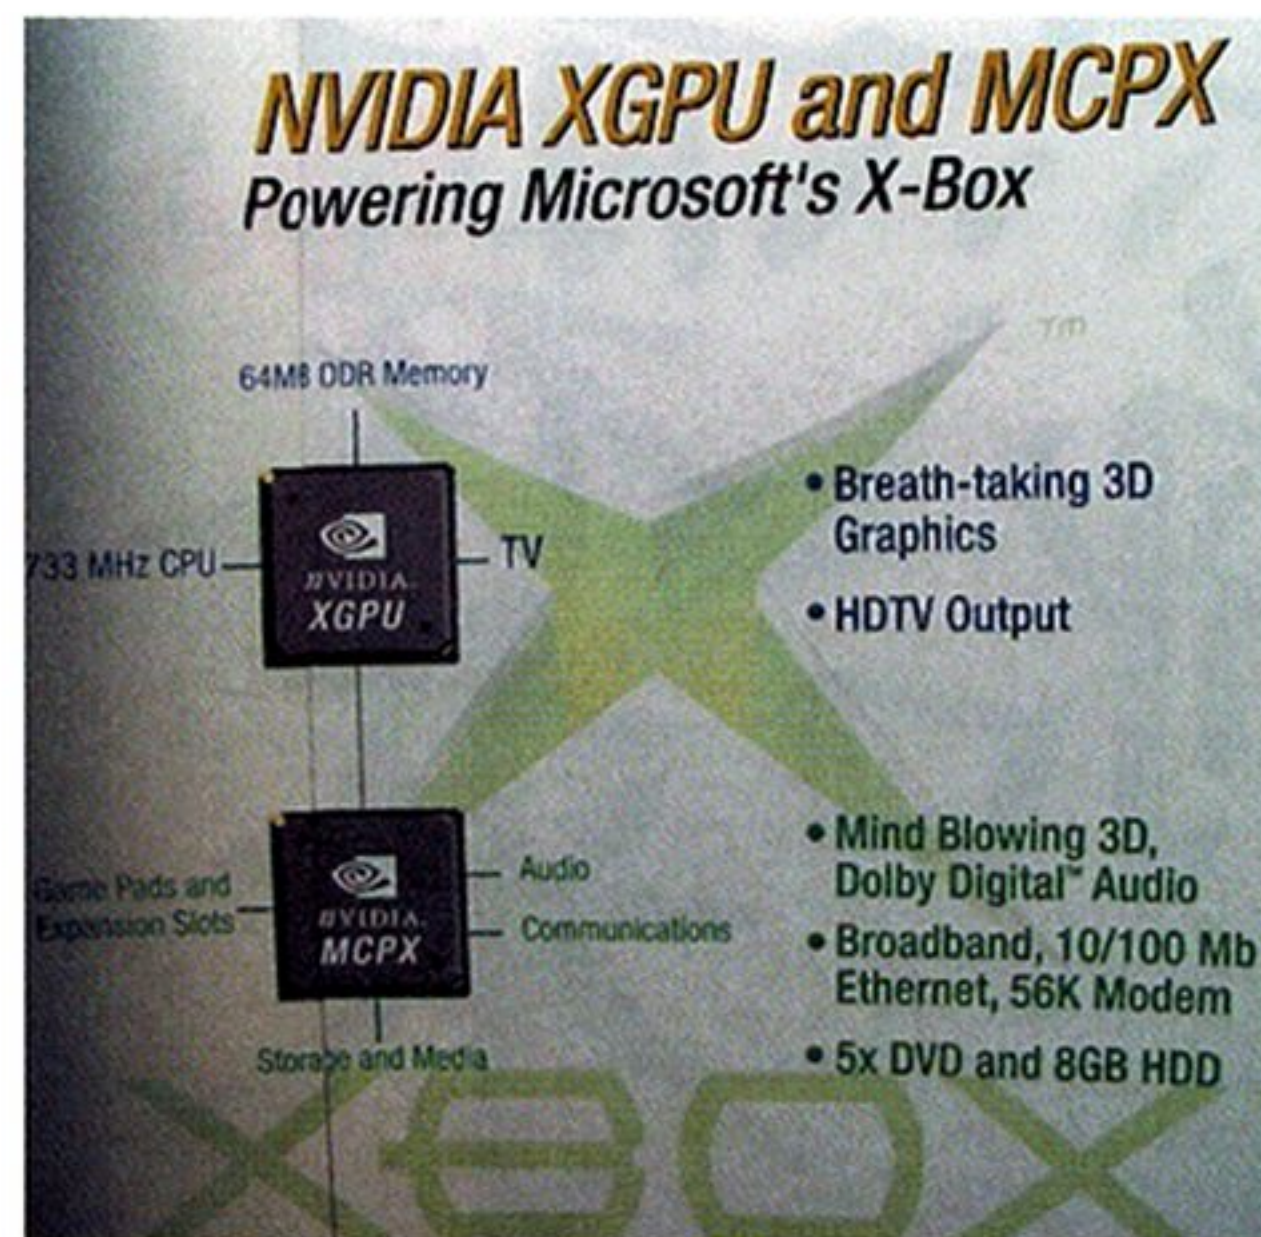 NVIDIA XGPU and MCPX
Powering Microsoft's X-Box
TM
64MB DDR Memory
733 MHz CPU
TV
NVIDIA.
XGPU
• Breath-taking 3D
Graphics
• HDTV Output
Game Pads and
Expansion Slots
NVIDIA.
MCPX
Audio
Communications
Storage and Media
• Mind Blowing 3D,
Dolby Digital™ Audio
• Broadband, 10/100 Mb
Ethernet, 56K Modem
• 5x DVD and 8GB HDD
XBOX